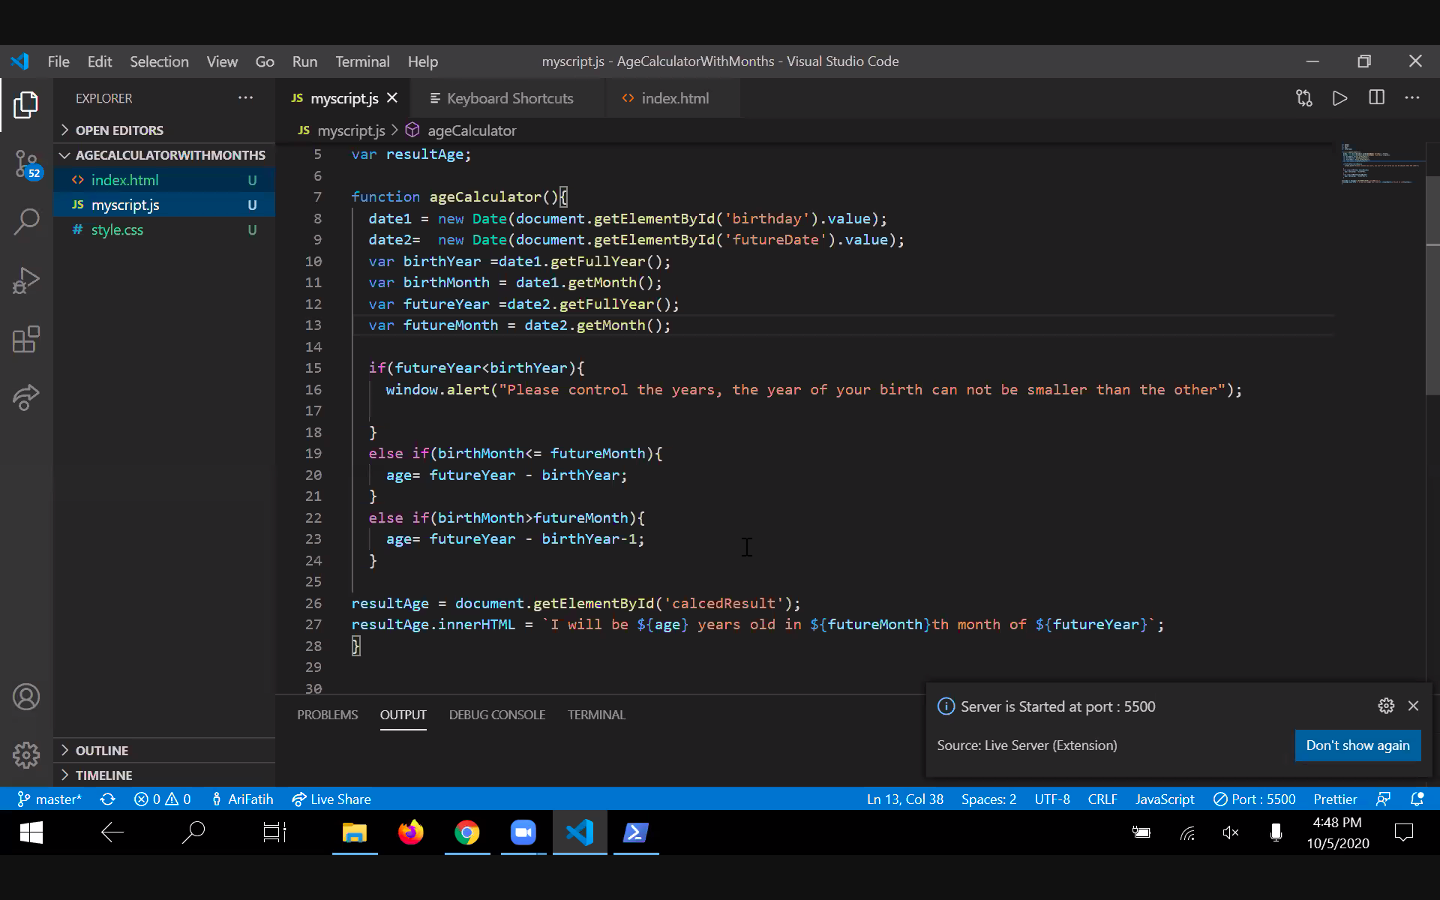 File Edit Selection View Go Run Terminal Help
myscript.js - AgeCalculatorWithMonths - Visual Studio Code
EXPLORER ···
JS myscript.js
Keyboard Shortcuts
<> index.html
OPEN EDITORS
JS myscript.js > ageCalculator
AGECALCULATORWITHMONTHS
<> index.html U
JS myscript.js U
# style.css U
52
5 var resultAge;
6
7 function ageCalculator(){
8 date1 = new Date(document.getElementById('birthday').value);
9 date2=  new Date(document.getElementById('futureDate').value);
10 var birthYear =date1.getFullYear();
11 var birthMonth = date1.getMonth();
12 var futureYear =date2.getFullYear();
13 var futureMonth = date2.getMonth();
14
15 if(futureYear<birthYear){
16 window.alert("Please control the years, the year of your birth can not be smaller than the other");
17
18 }
19 else if(birthMonth<= futureMonth){
20 age= futureYear - birthYear;
21 }
22 else if(birthMonth>futureMonth){
23 age= futureYear - birthYear-1;
24 }
25
26 resultAge = document.getElementById('calcedResult');
27 resultAge.innerHTML = `I will be ${age} years old in ${futureMonth}th month of ${futureYear}`;
28 }
29
30
PROBLEMS OUTPUT DEBUG CONSOLE TERMINAL
Server is Started at port : 5500
Source: Live Server (Extension)
Don't show again
OUTLINE
TIMELINE
master* 0 0 AriFatih Live Share
Ln 13, Col 38 Spaces: 2 UTF-8 CRLF JavaScript Port : 5500 Prettier
4:48 PM
10/5/2020